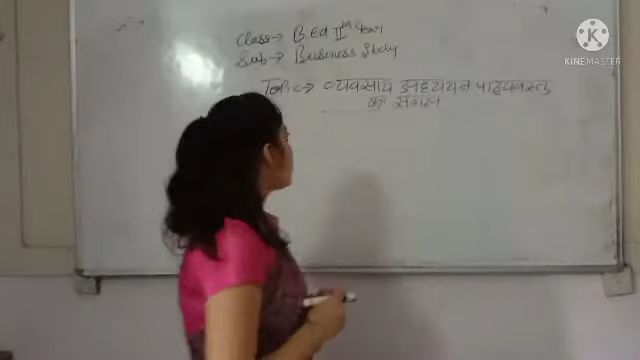 Class → B.Ed IInd Year
Sub → Business Study
Topic → व्यवसाय अध्ययन पाठ्यवस्तु
का संगठन
KINEMASTER